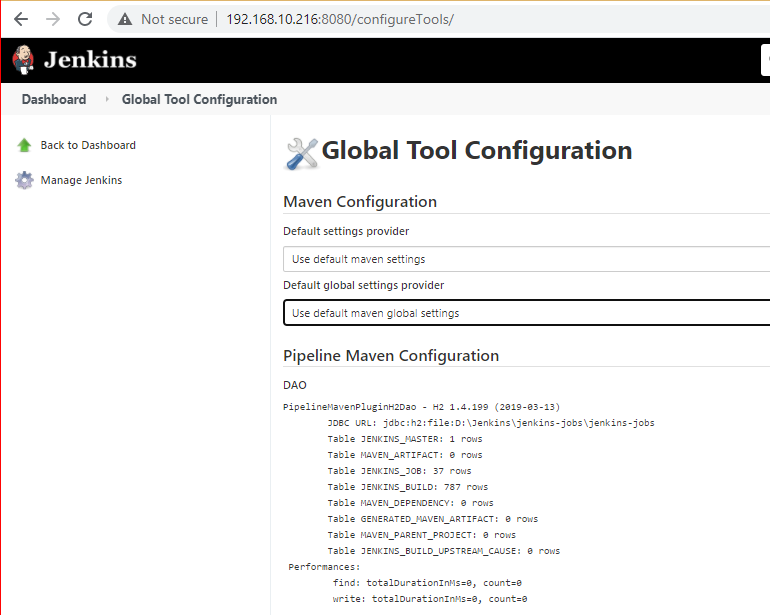 Not secure | 192.168.10.216:8080/configureTools/
Jenkins
Dashboard › Global Tool Configuration
Back to Dashboard
Manage Jenkins
Global Tool Configuration
Maven Configuration
Default settings provider
Use default maven settings
Default global settings provider
Use default maven global settings
Pipeline Maven Configuration
DAO
PipelineMavenPluginH2Dao - H2 1.4.199 (2019-03-13)
JDBC URL: jdbc:h2:file:D:\Jenkins\jenkins-jobs\jenkins-jobs
Table JENKINS_MASTER: 1 rows
Table MAVEN_ARTIFACT: 0 rows
Table JENKINS_JOB: 37 rows
Table JENKINS_BUILD: 787 rows
Table MAVEN_DEPENDENCY: 0 rows
Table GENERATED_MAVEN_ARTIFACT: 0 rows
Table MAVEN_PARENT_PROJECT: 0 rows
Table JENKINS_BUILD_UPSTREAM_CAUSE: 0 rows
Performances:
find: totalDurationInMs=0, count=0
write: totalDurationInMs=0, count=0